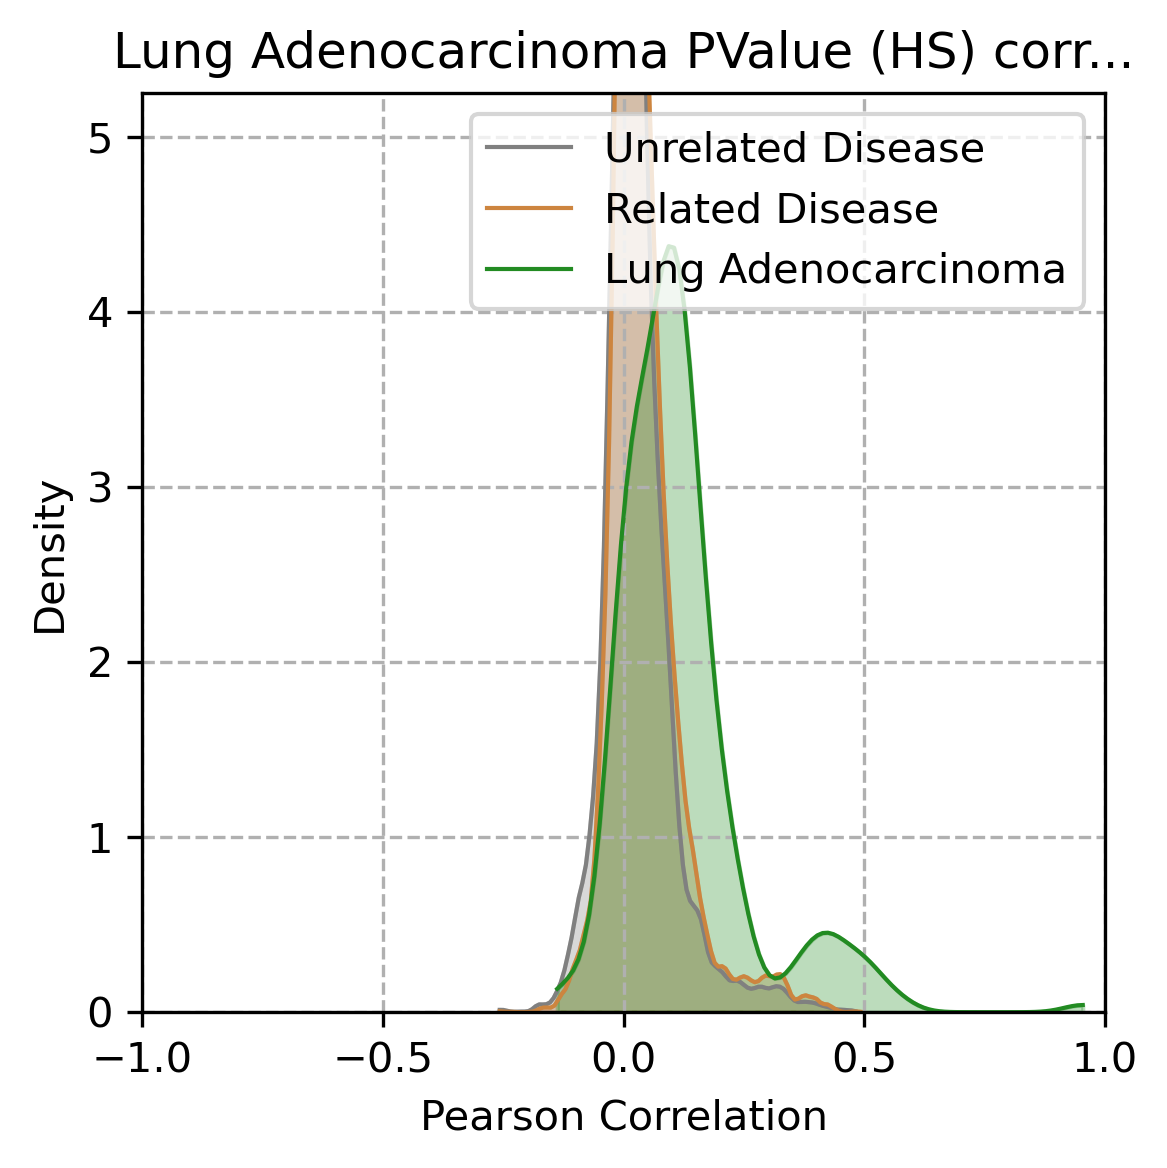 Lung Adenocarcinoma PValue (HS) corr...
Unrelated Disease
Related Disease
Lung Adenocarcinoma
5
4
3
2
1
0
Density
−1.0
−0.5
0.0
0.5
1.0
Pearson Correlation